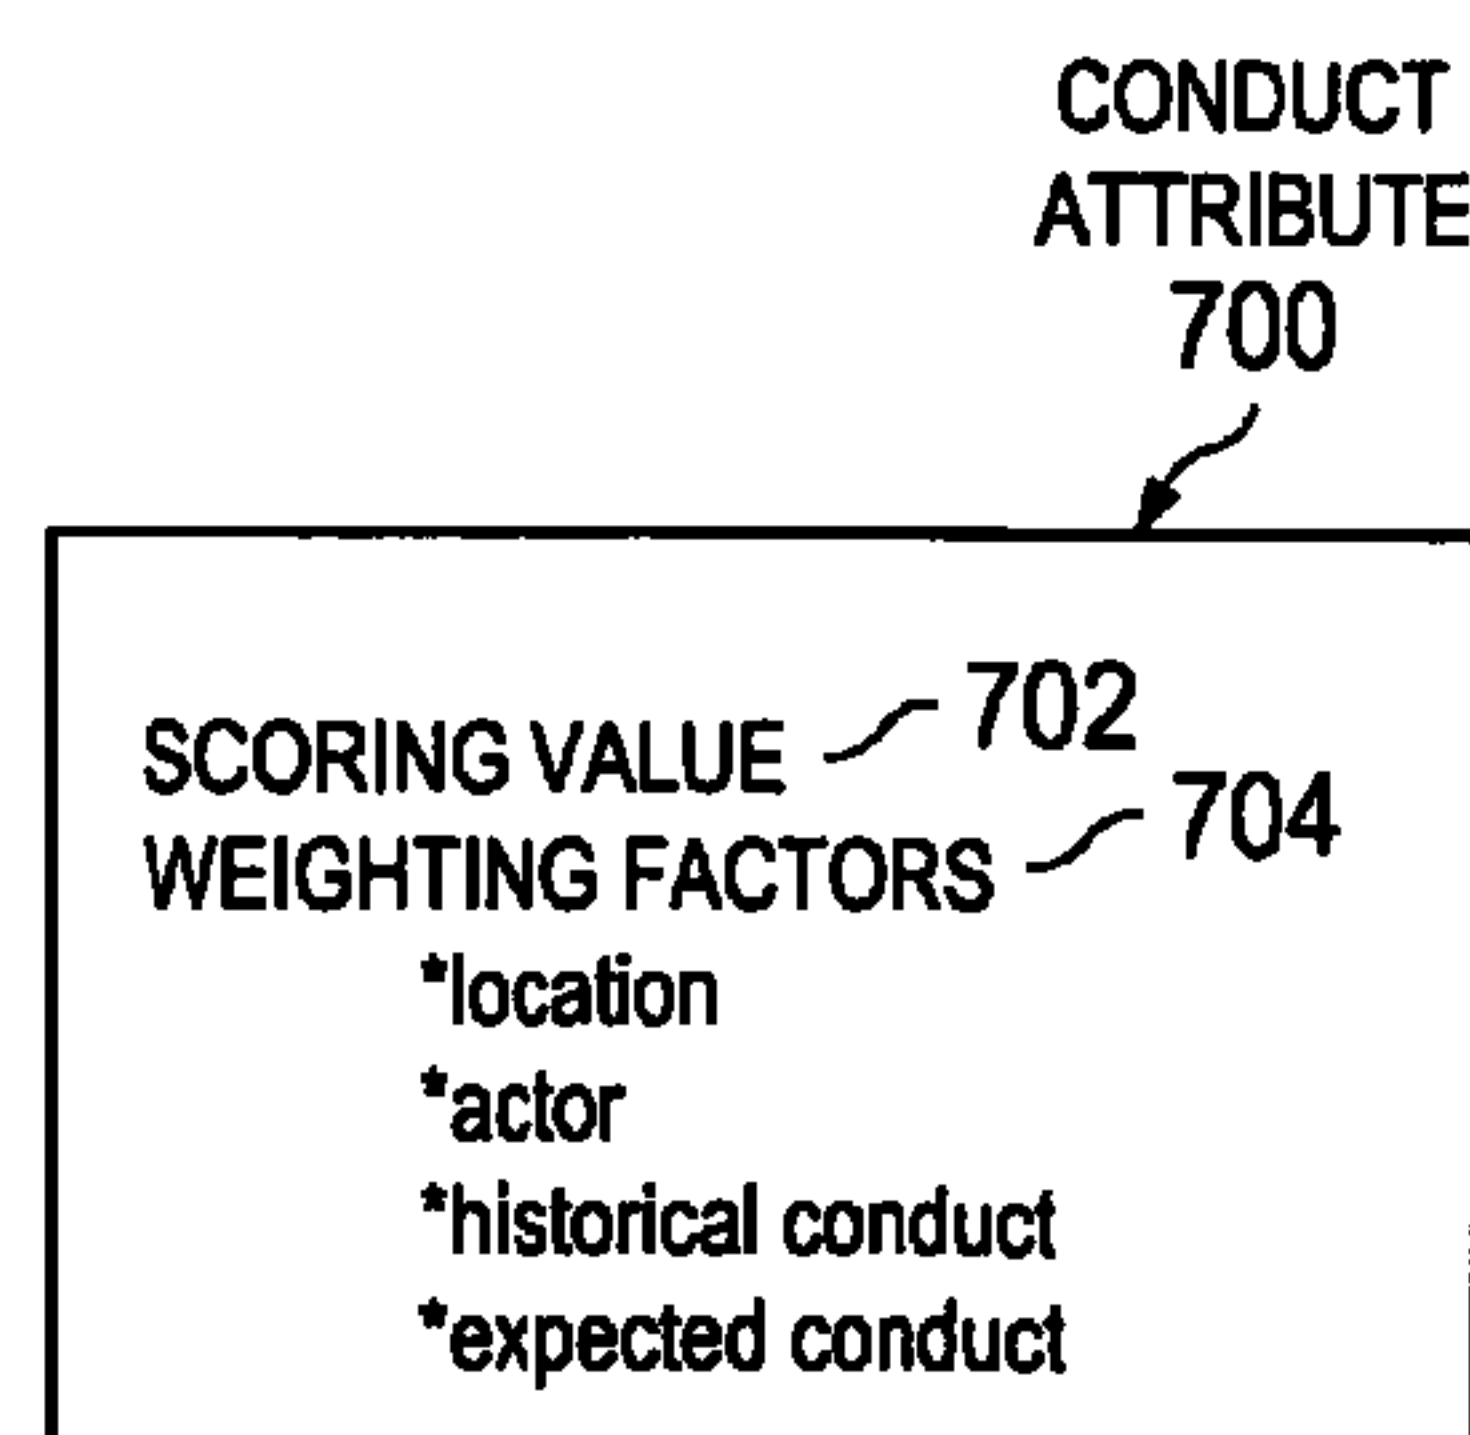 CONDUCT
ATTRIBUTE
700
SCORING VALUE 702
WEIGHTING FACTORS 704
*location
*actor
*historical conduct
*expected conduct